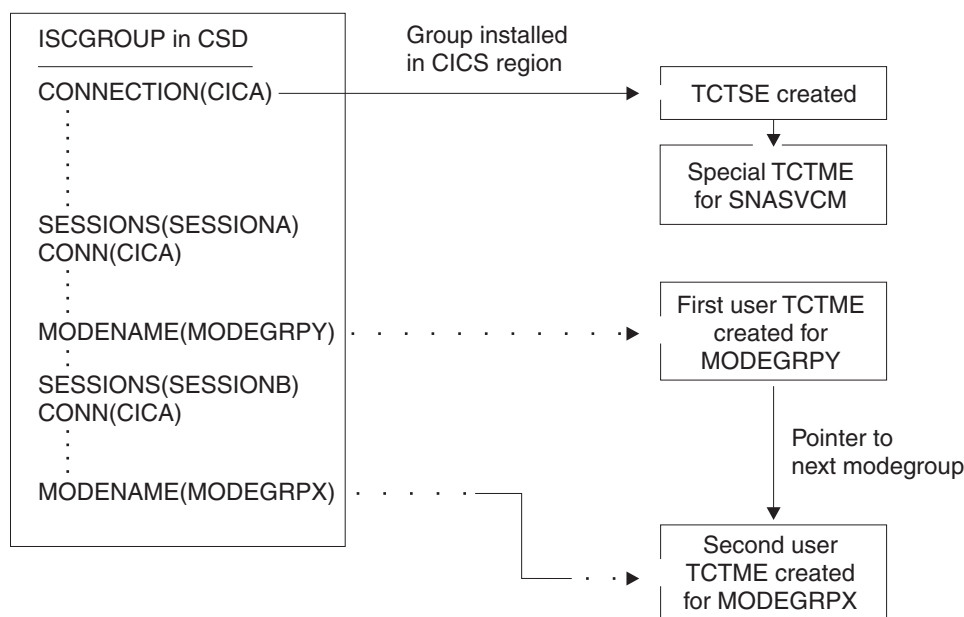 ISCGROUP in CSD
CONNECTION(CICA)
SESSIONS(SESSIONA)
CONN(CICA)
MODENAME(MODEGRPY)
SESSIONS(SESSIONB)
CONN(CICA)
MODENAME(MODEGRPX)
Group installed
in CICS region
TCTSE created
Special TCTME
for SNASVCM
First user TCTME
created for
MODEGRPY
Pointer to
next modegroup
Second user
TCTME created
for MODEGRPX